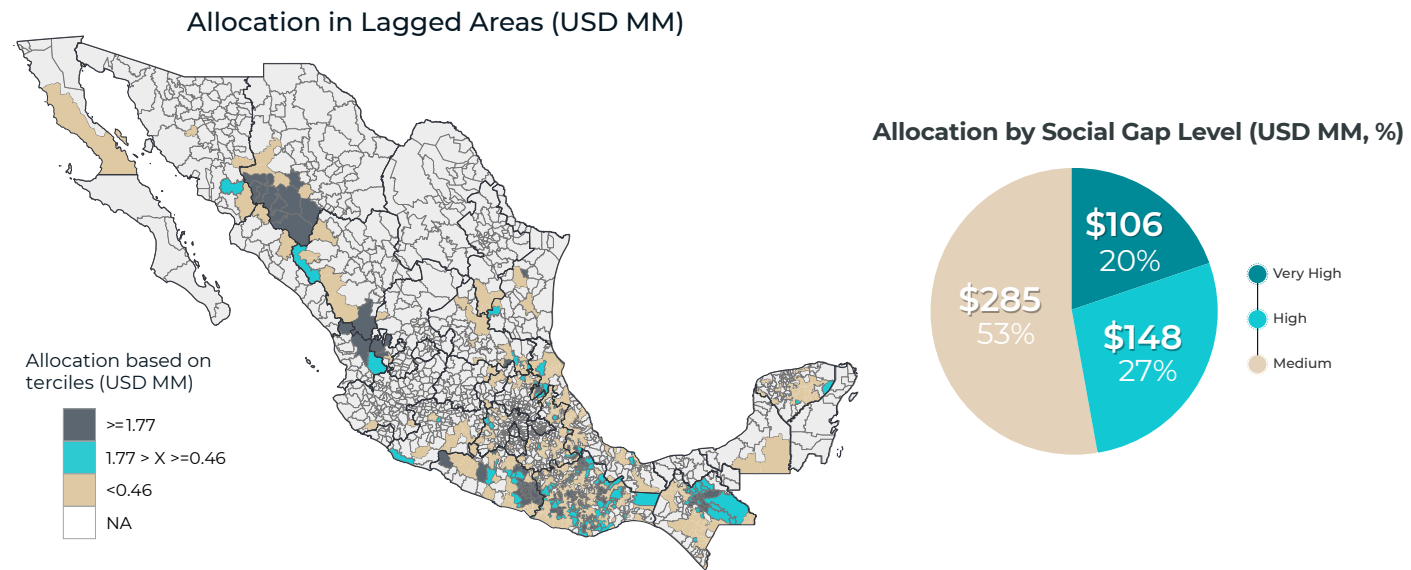 Allocation in Lagged Areas (USD MM)
Allocation based on
terciles (USD MM)
>=1.77
1.77 > X >=0.46
<0.46
NA
Allocation by Social Gap Level (USD MM, %)
$106
20%
$285
53%
$148
27%
Very High
High
Medium